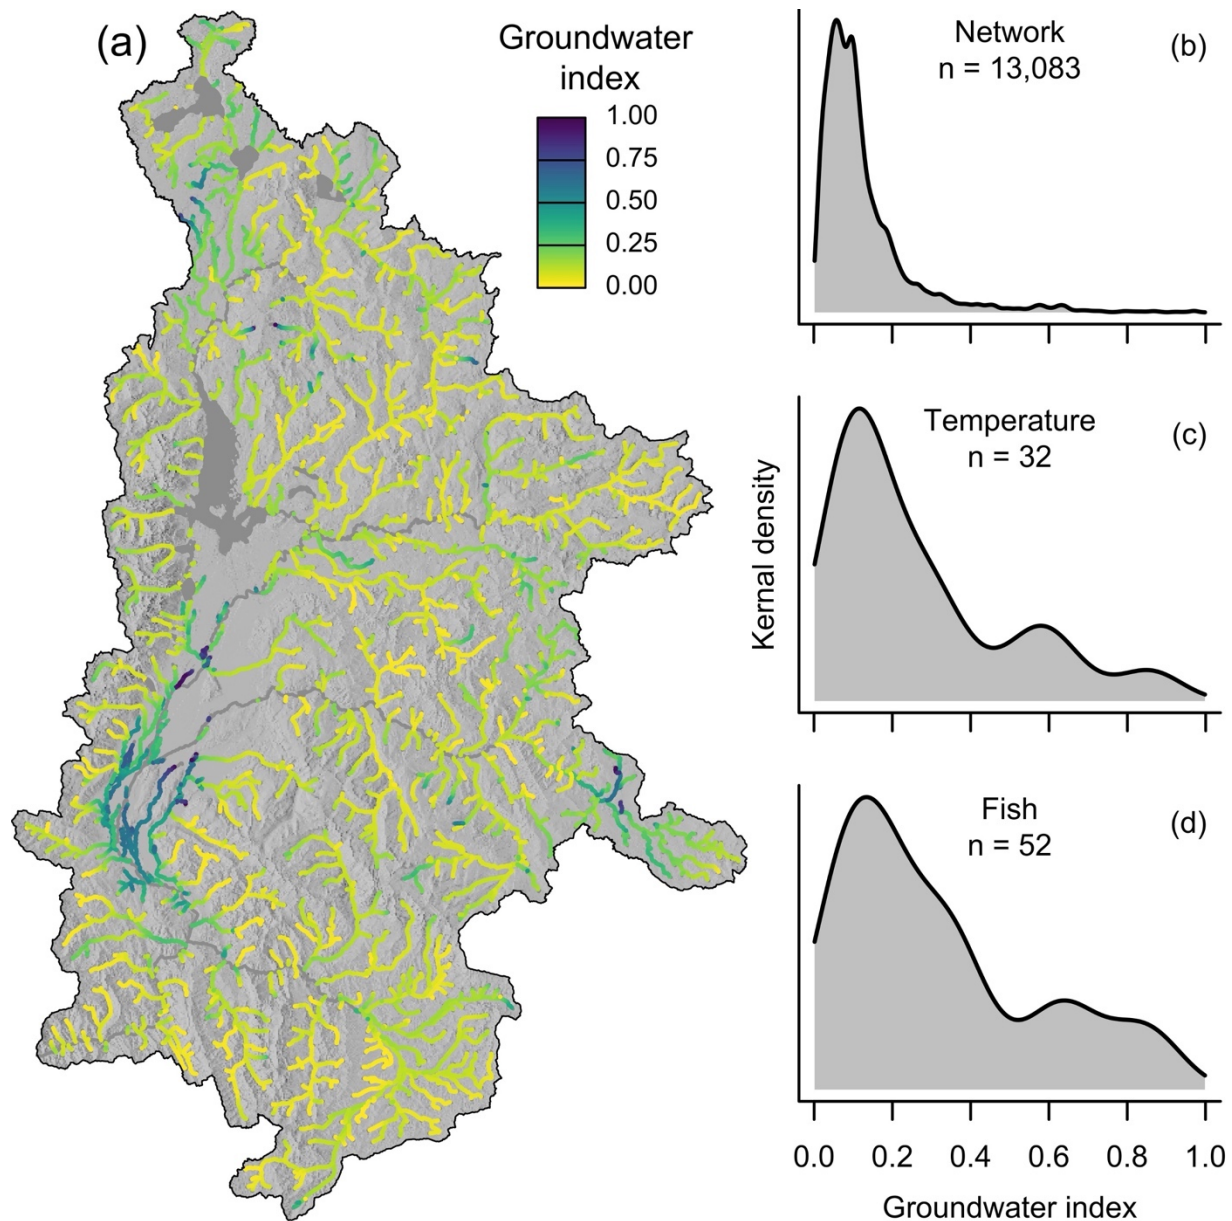 (a)
Groundwater
index
1.00
0.75
0.50
0.25
0.00
Network
n = 13,083
(b)
Temperature
n = 32
(c)
Kernal density
Fish
n = 52
(d)
0.0 0.2 0.4 0.6 0.8 1.0
Groundwater index